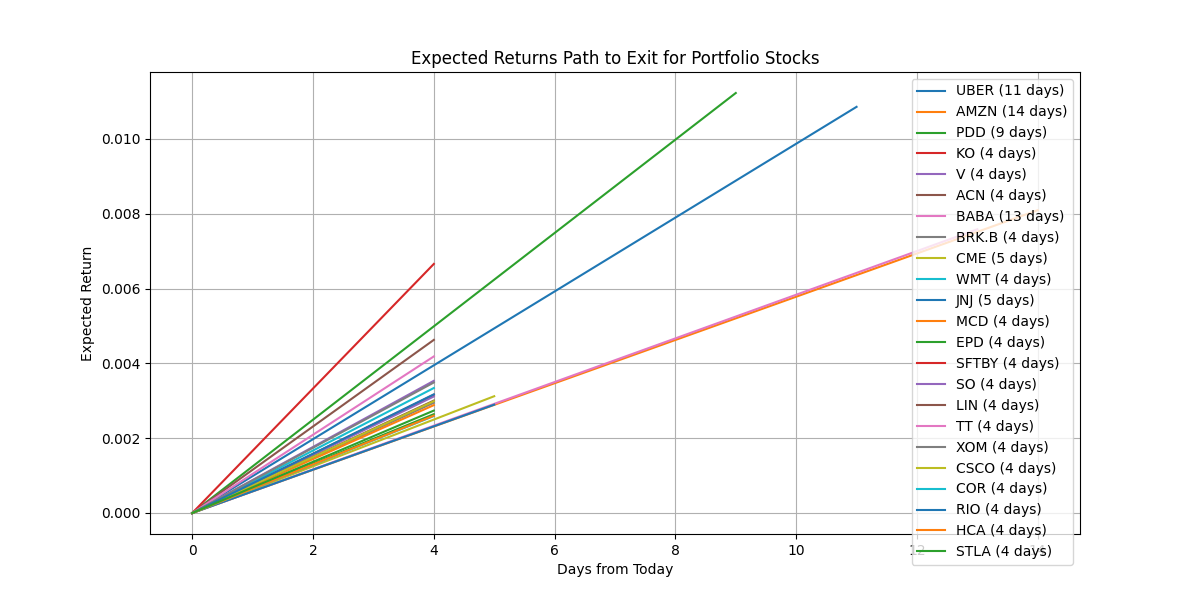 Expected Returns Path to Exit for Portfolio Stocks
Expected Return
0.010
0.008
0.006
0.004
0.002
0.000
0
2
4
6
8
10
12
Days from Today
UBER (11 days)
AMZN (14 days)
PDD (9 days)
KO (4 days)
V (4 days)
ACN (4 days)
BABA (13 days)
BRK.B (4 days)
CME (5 days)
WMT (4 days)
JNJ (5 days)
MCD (4 days)
EPD (4 days)
SFTBY (4 days)
SO (4 days)
LIN (4 days)
TT (4 days)
XOM (4 days)
CSCO (4 days)
COR (4 days)
RIO (4 days)
HCA (4 days)
STLA (4 days)